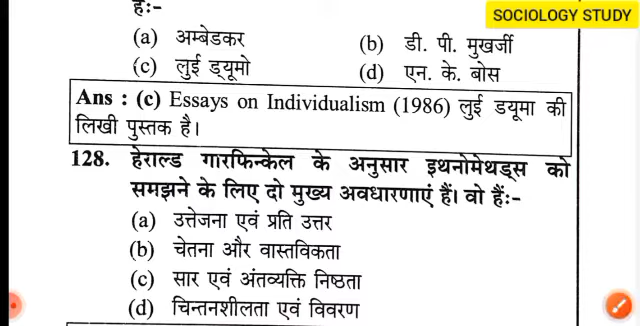 SOCIOLOGY STUDY
हैः-
(a) अम्बेडकर (b) डी. पी. मुखर्जी
(c) लुई ड्यूमो (d) एन. के. बोस
Ans : (c) Essays on Individualism (1986) लुई डयूमा की
लिखी पुस्तक है।
128. हेराल्ड गारफिन्केल के अनुसार इथनोमेथड्स को
समझने के लिए दो मुख्य अवधारणाएं हैं। वो हैंः-
(a) उत्तेजना एवं प्रति उत्तर
(b) चेतना और वास्तविकता
(c) सार एवं अंतव्यक्ति निष्ठता
(d) चिन्तनशीलता एवं विवरण